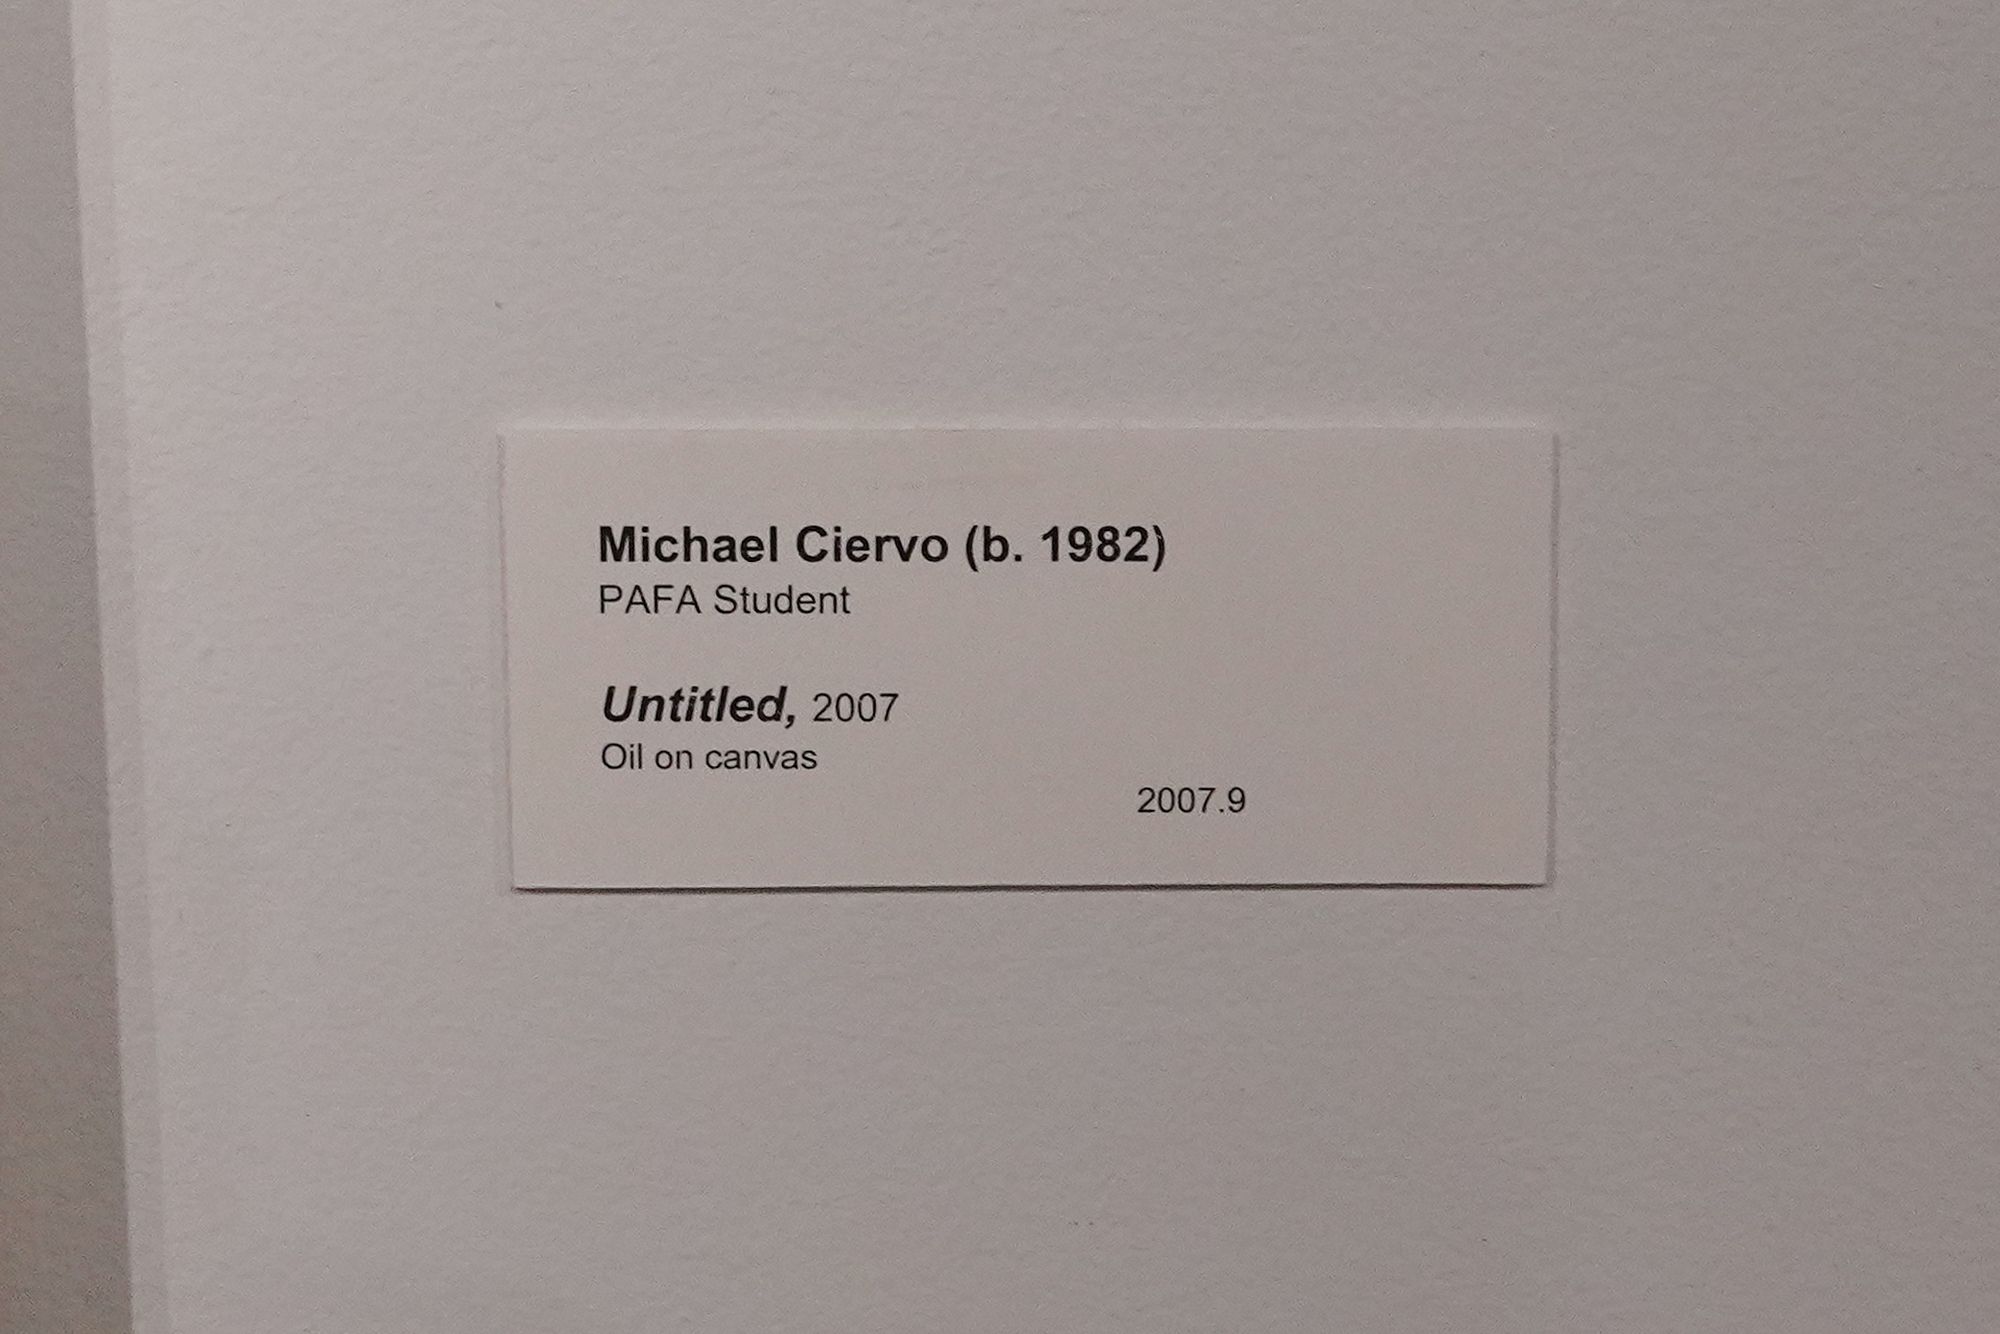 Michael Ciervo (b. 1982)
PAFA Student
Untitled, 2007
Oil on canvas
2007.9